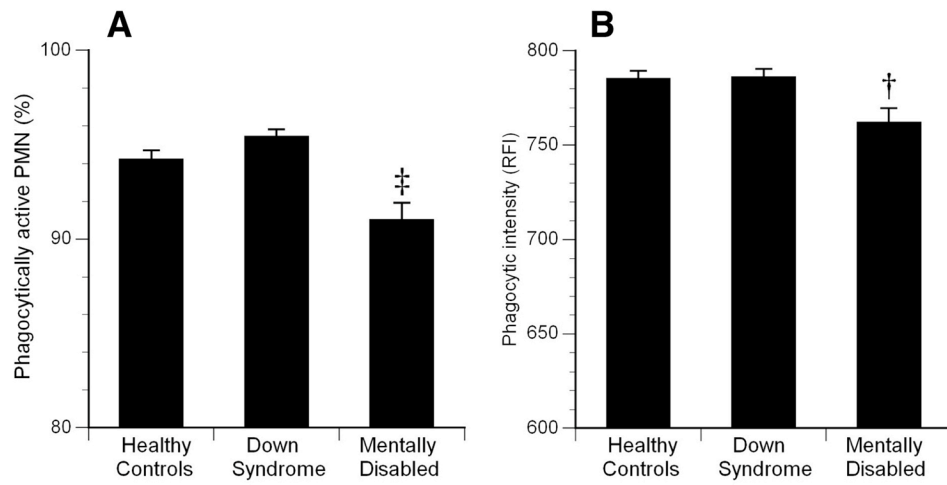 A
Phagocytically active PMN (%)
100
90
80
‡
Healthy
Controls
Down
Syndrome
Mentally
Disabled
B
Phagocytic intensity (RFI)
800
750
700
650
600
†
Healthy
Controls
Down
Syndrome
Mentally
Disabled